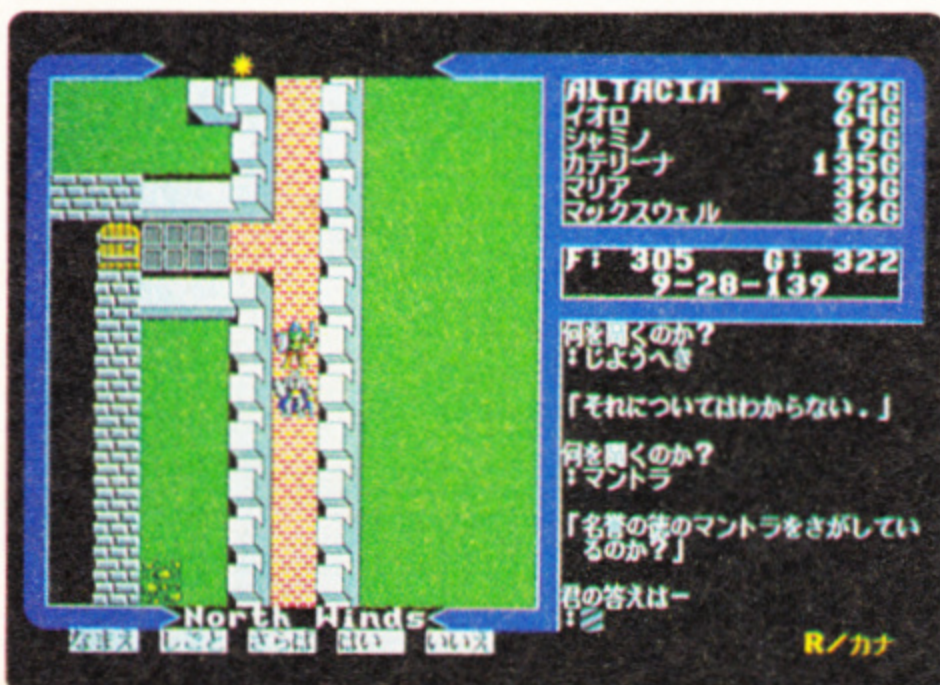 ALTACIA → 62G
イオロ 64G
シャミノ 19G
カテリーナ 135G
マリア 39G
マックスウェル 36G
F: 305 G: 322
9-28-139
何を聞くのか?
:じようへき
「それについてはわからない.」
何を聞くのか?
:マントラ
「名誉の徳のマントラをさがしてい
るのか?」
君の答えは—
:
North Winds
なまえ しごと さらば はい いいえ
R/カナ